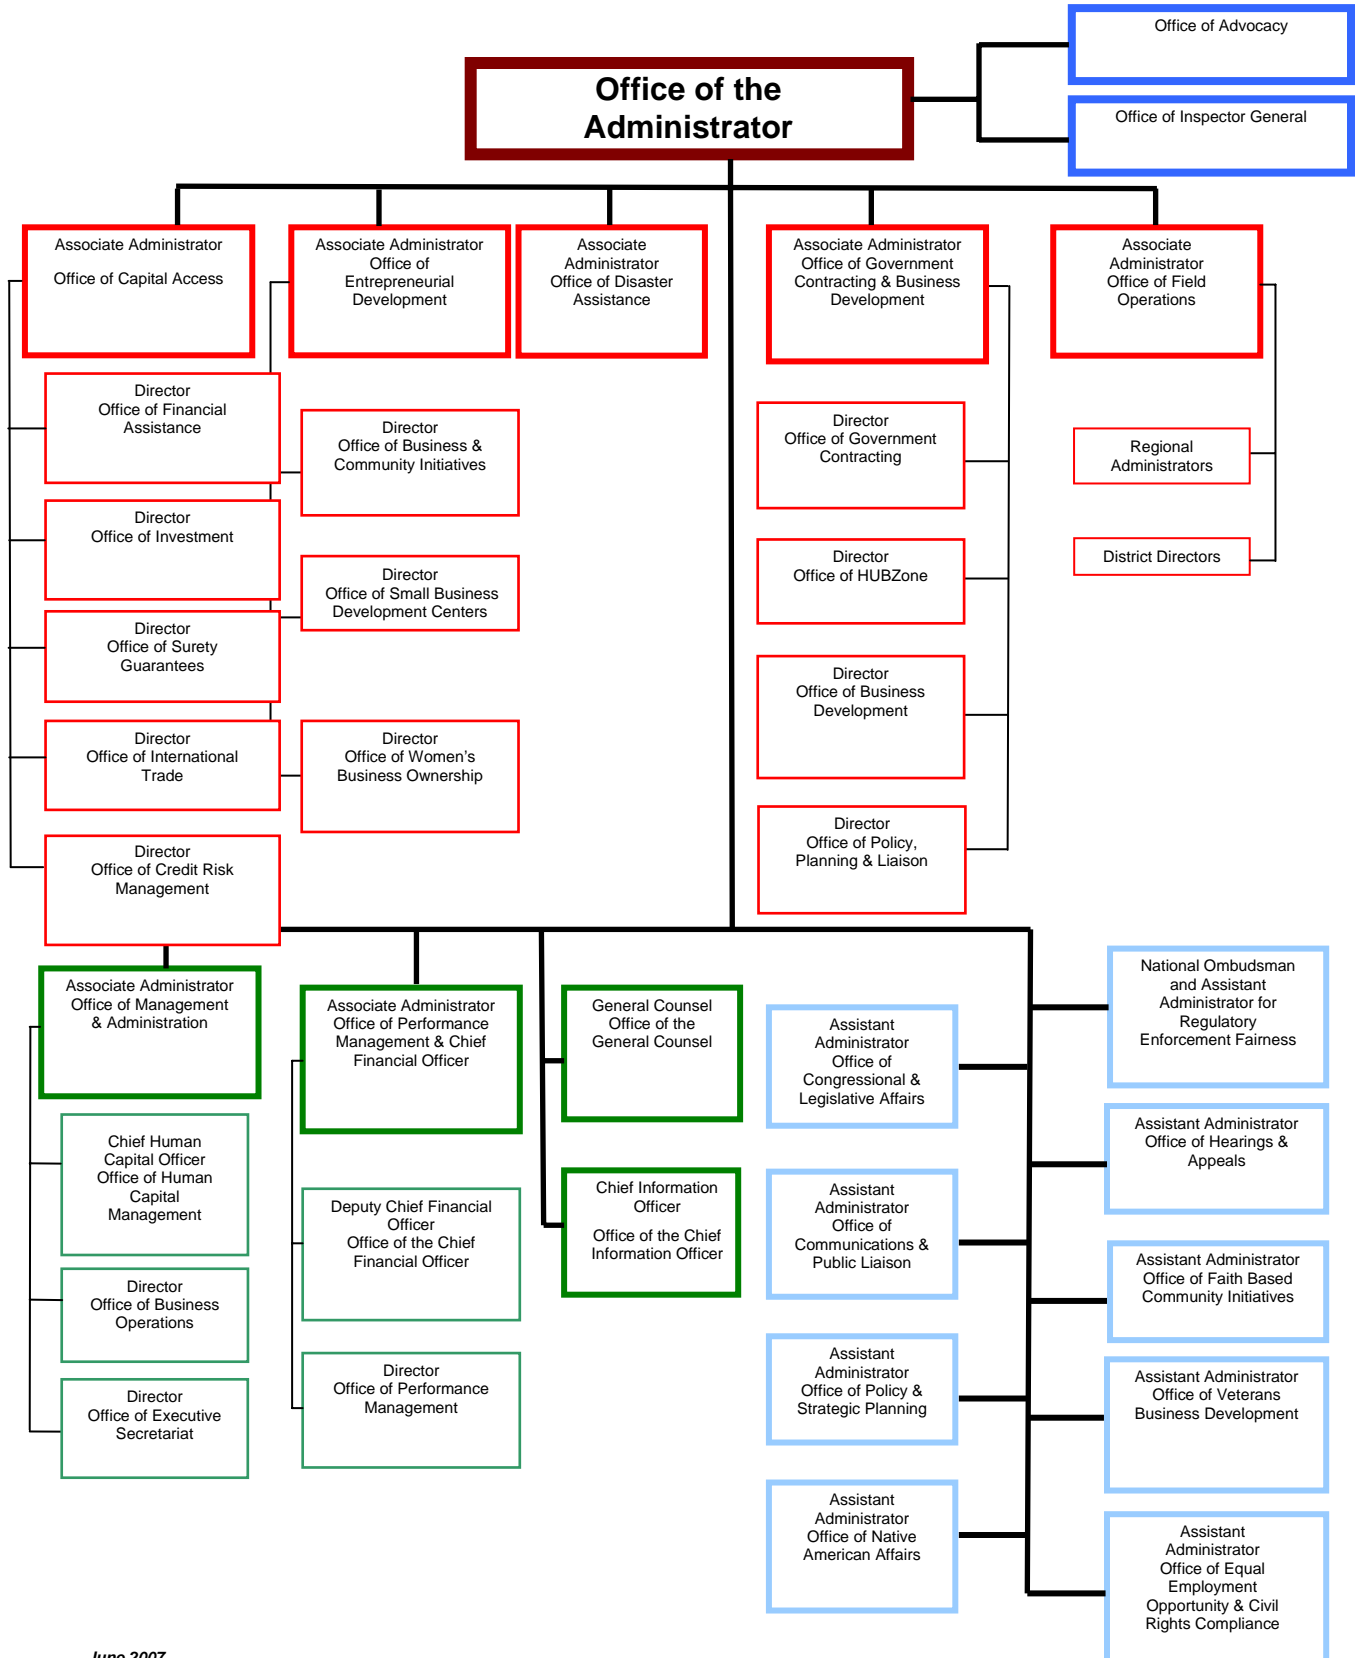 Office of Advocacy
Office of the
Administrator
Office of Inspector General
Associate Administrator
Office of Capital Access
Associate Administrator
Office of
Entrepreneurial
Development
Associate
Administrator
Office of Disaster
Assistance
Associate Administrator
Office of Government
Contracting & Business
Development
Associate
Administrator
Office of Field
Operations
Director
Office of Financial
Assistance
Director
Office of Investment
Director
Office of Surety
Guarantees
Director
Office of International
Trade
Director
Office of Credit Risk
Management
Director
Office of Business &
Community Initiatives
Director
Office of Small Business
Development Centers
Director
Office of Women's
Business Ownership
Director
Office of Government
Contracting
Director
Office of HUBZone
Director
Office of Business
Development
Director
Office of Policy,
Planning & Liaison
Regional
Administrators
District Directors
Associate Administrator
Office of Management
& Administration
Chief Human
Capital Officer
Office of Human
Capital
Management
Director
Office of Business
Operations
Director
Office of Executive
Secretariat
Associate Administrator
Office of Performance
Management & Chief
Financial Officer
Deputy Chief Financial
Officer
Office of the Chief
Financial Officer
Director
Office of Performance
Management
General Counsel
Office of the
General Counsel
Chief Information
Officer
Office of the Chief
Information Officer
Assistant
Administrator
Office of
Congressional &
Legislative Affairs
Assistant
Administrator
Office of
Communications &
Public Liaison
Assistant
Administrator
Office of Policy &
Strategic Planning
Assistant
Administrator
Office of Native
American Affairs
National Ombudsman
and Assistant
Administrator for
Regulatory
Enforcement Fairness
Assistant Administrator
Office of Hearings &
Appeals
Assistant Administrator
Office of Faith Based
Community Initiatives
Assistant Administrator
Office of Veterans
Business Development
Assistant
Administrator
Office of Equal
Employment
Opportunity & Civil
Rights Compliance
June 2007